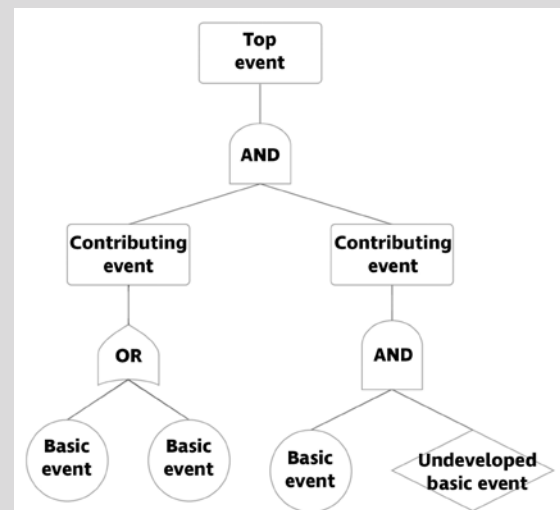 Top
event
AND
Contributing
event
Contributing
event
OR
AND
Basic
event
Basic
event
Basic
event
Undeveloped
basic event